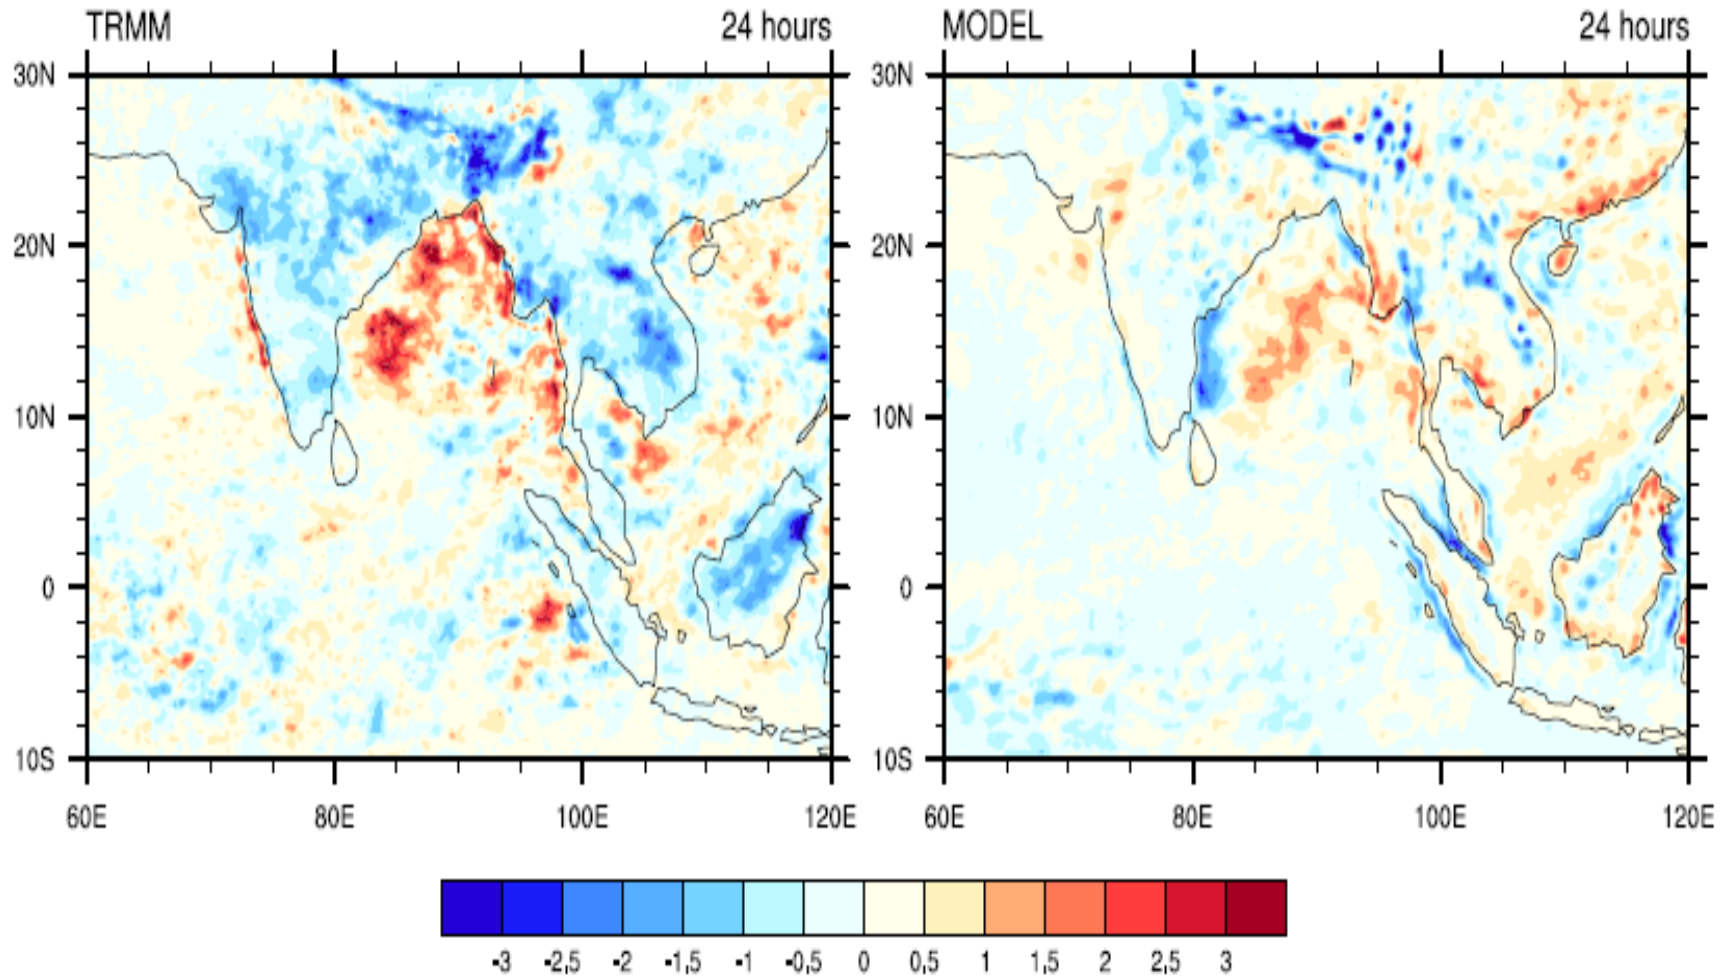 TRMM 24 hours MODEL 24 hours
30N 30N
20N 20N
10N 10N
0 0
10S 10S
60E 80E 100E 120E 60E 80E 100E 120E
-3 -2,5 -2 -1,5 -1 -0,5 0 0,5 1 1,5 2 2,5 3